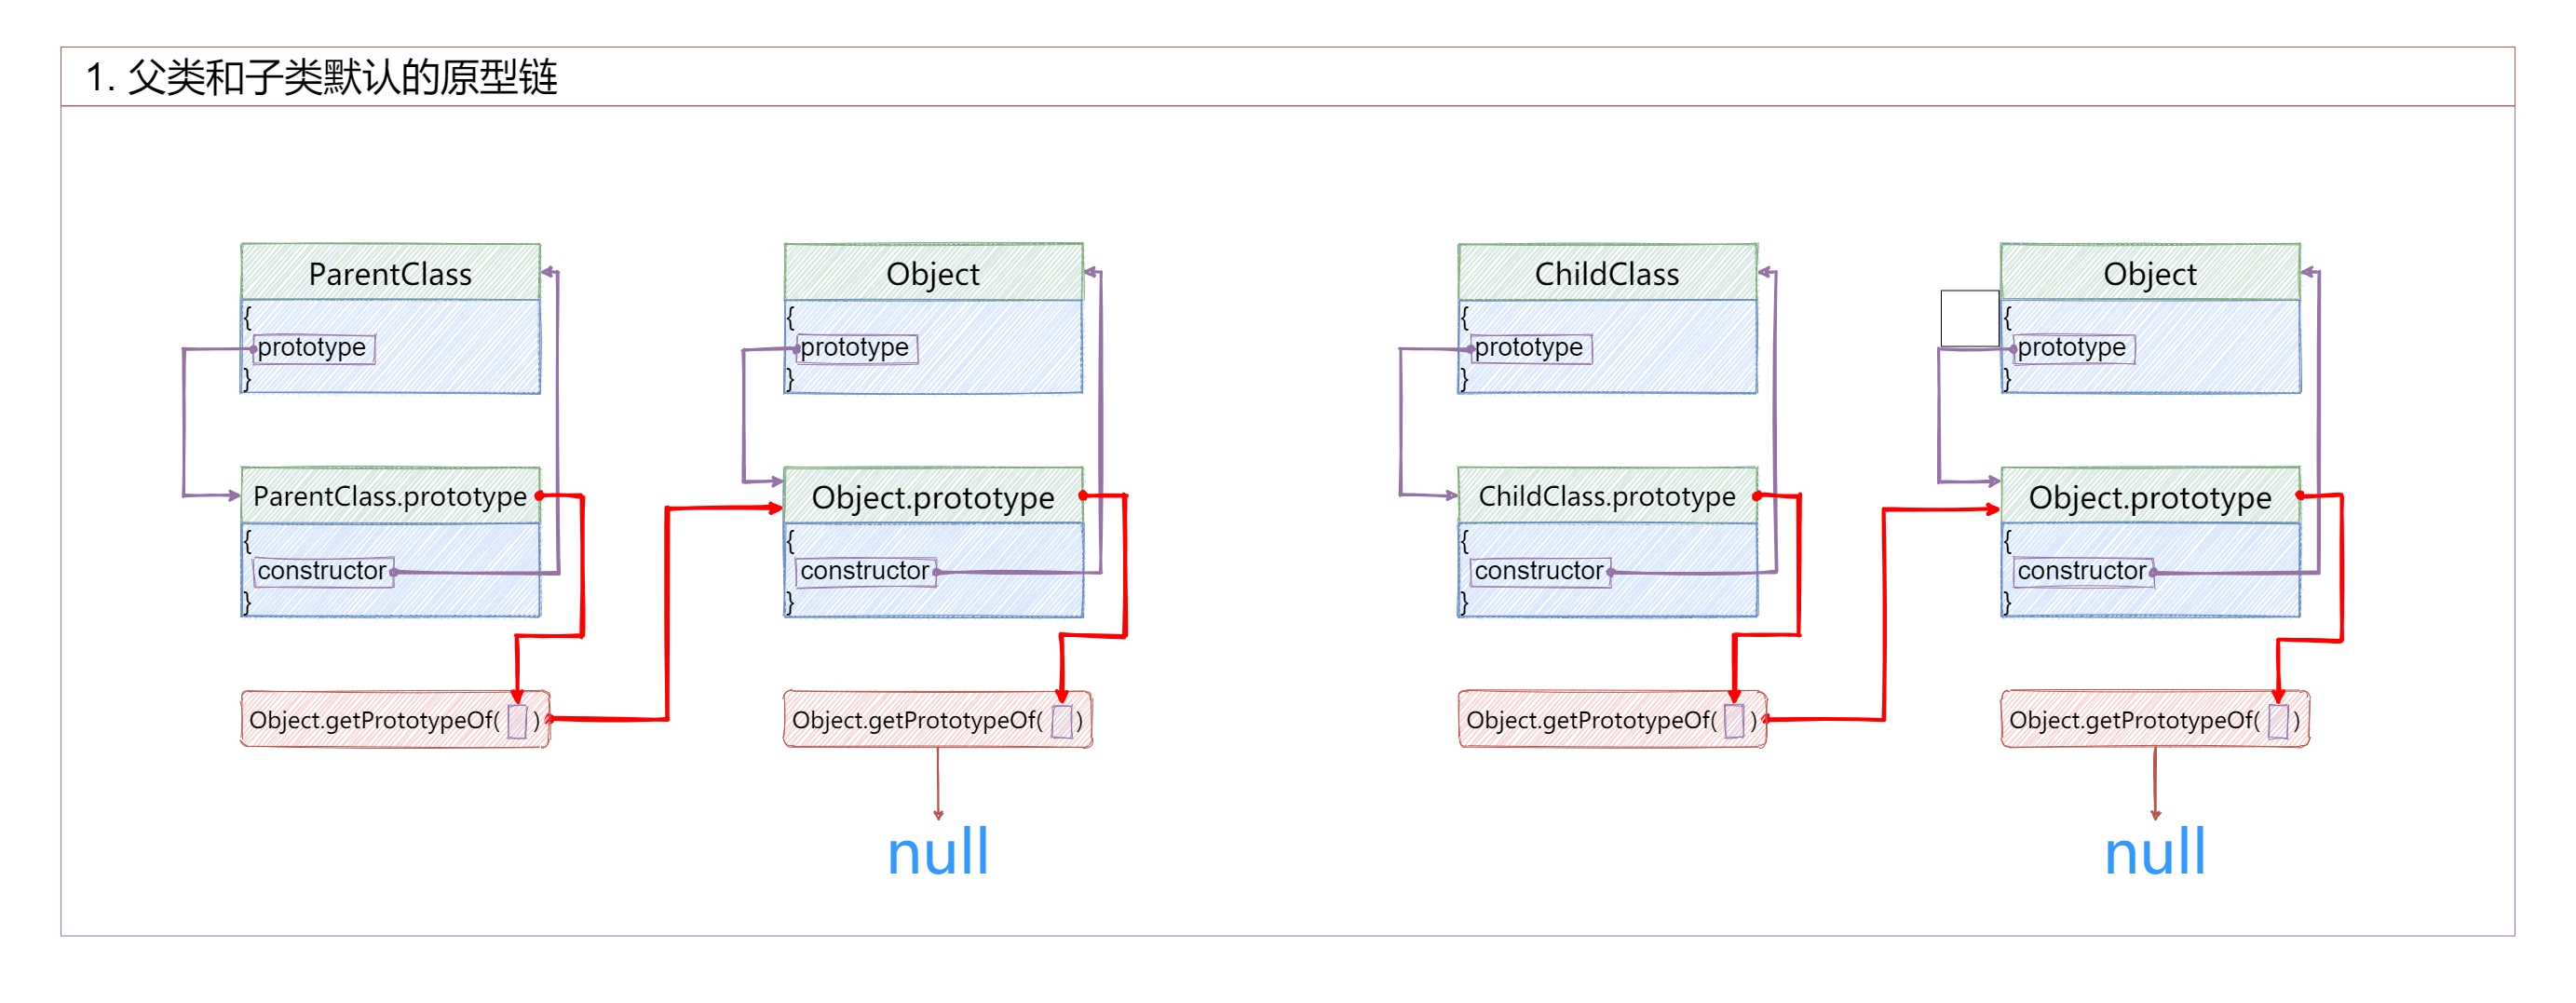 1. 父类和子类默认的原型链
ParentClass
{
prototype
}
ParentClass.prototype
{
constructor
}
Object.getPrototypeOf( )
Object
{
prototype
}
Object.prototype
{
constructor
}
Object.getPrototypeOf( )
null
ChildClass
{
prototype
}
ChildClass.prototype
{
constructor
}
Object.getPrototypeOf( )
Object
{
prototype
}
Object.prototype
{
constructor
}
Object.getPrototypeOf( )
null